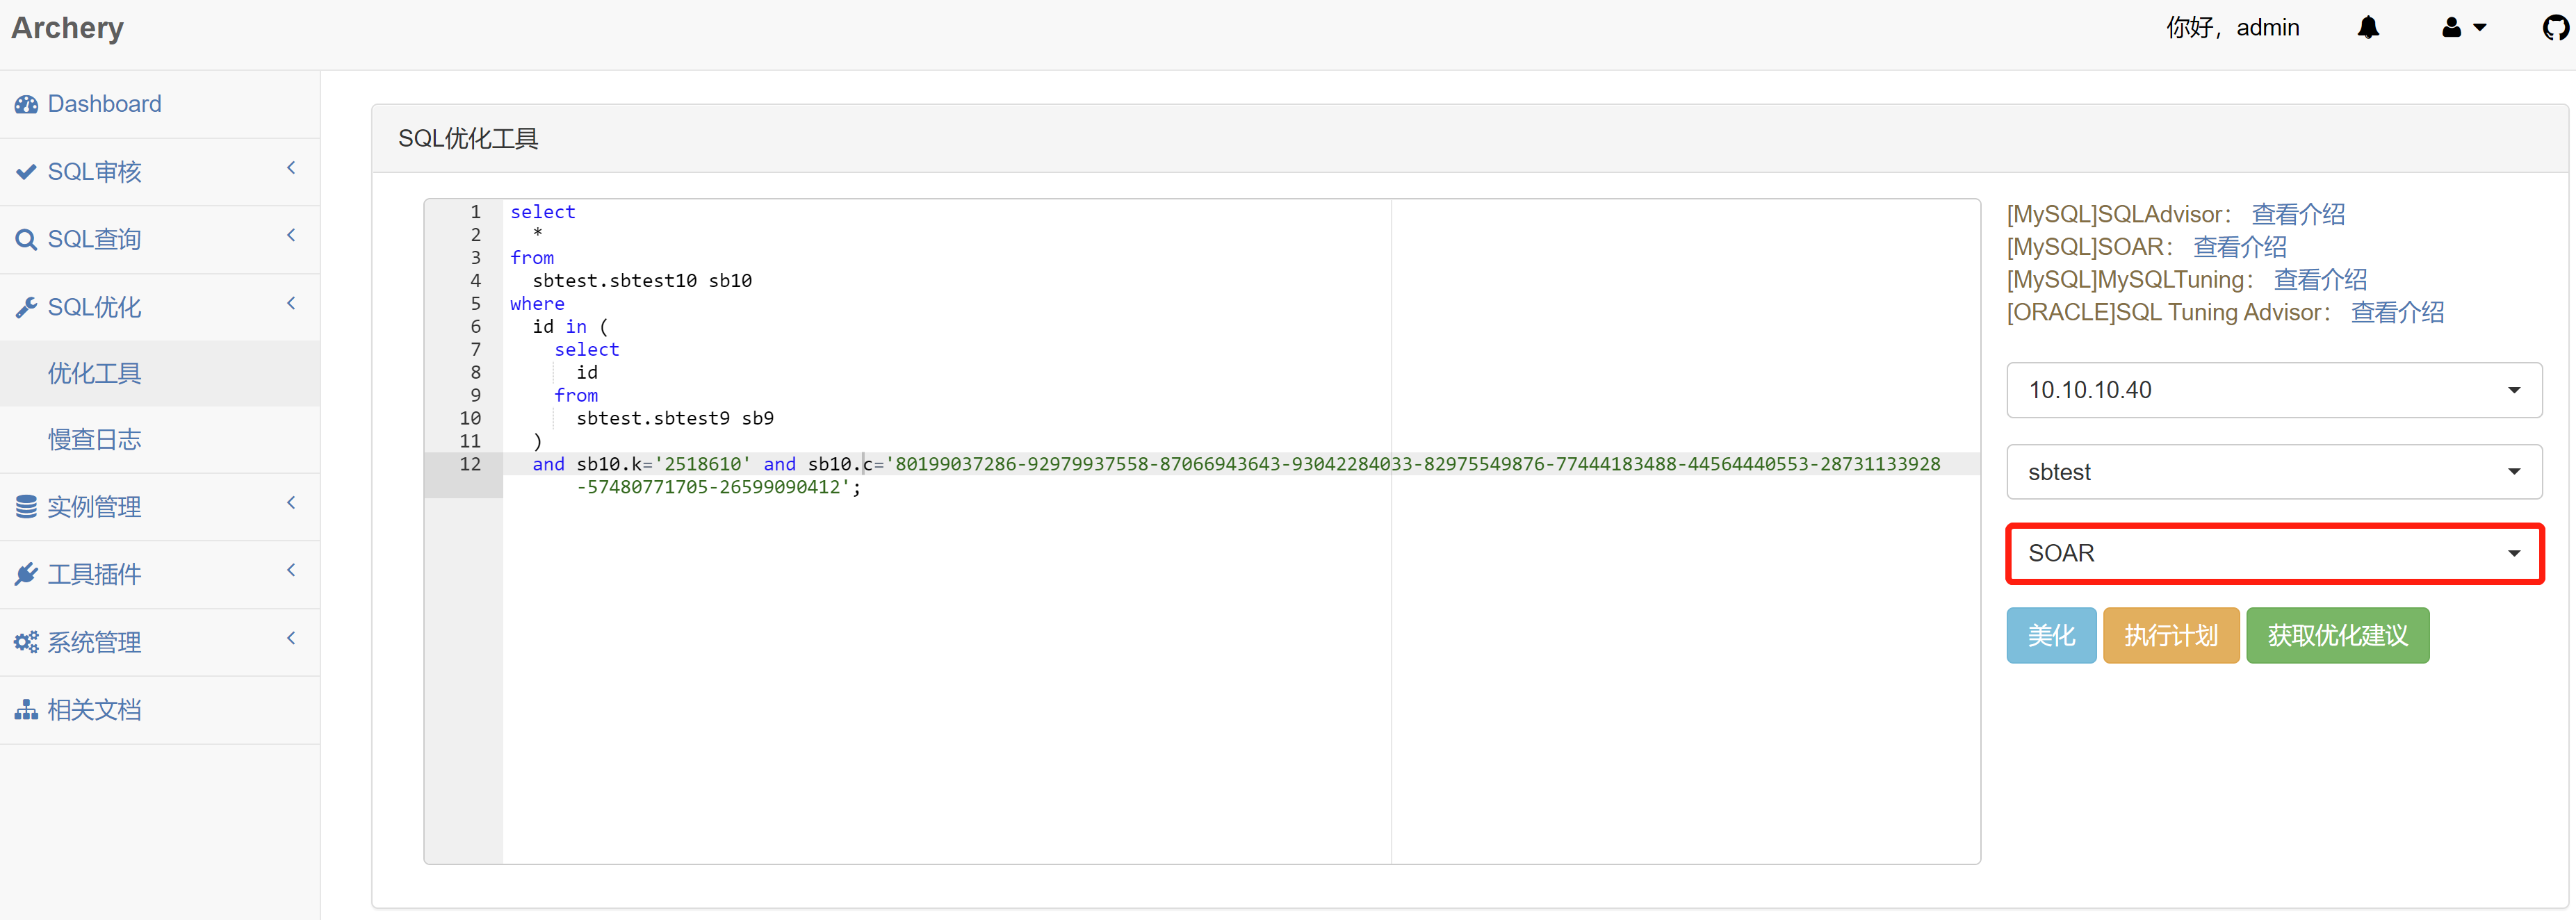 Archery
你好，admin
Dashboard
SQL审核
SQL查询
SQL优化
优化工具
慢查日志
实例管理
工具插件
系统管理
相关文档
SQL优化工具
1 select
2 *
3 from
4 sbtest.sbtest10 sb10
5 where
6 id in (
7 select
8 id
9 from
10 sbtest.sbtest9 sb9
11 )
12 and sb10.k='2518610' and sb10.c='80199037286-92979937558-87066943643-93042284033-82975549876-77444183488-44564440553-28731133928
-57480771705-26599090412';
[MySQL]SQLAdvisor： 查看介绍
[MySQL]SOAR： 查看介绍
[MySQL]MySQLTuning： 查看介绍
[ORACLE]SQL Tuning Advisor： 查看介绍
10.10.10.40
sbtest
SOAR
美化 执行计划 获取优化建议